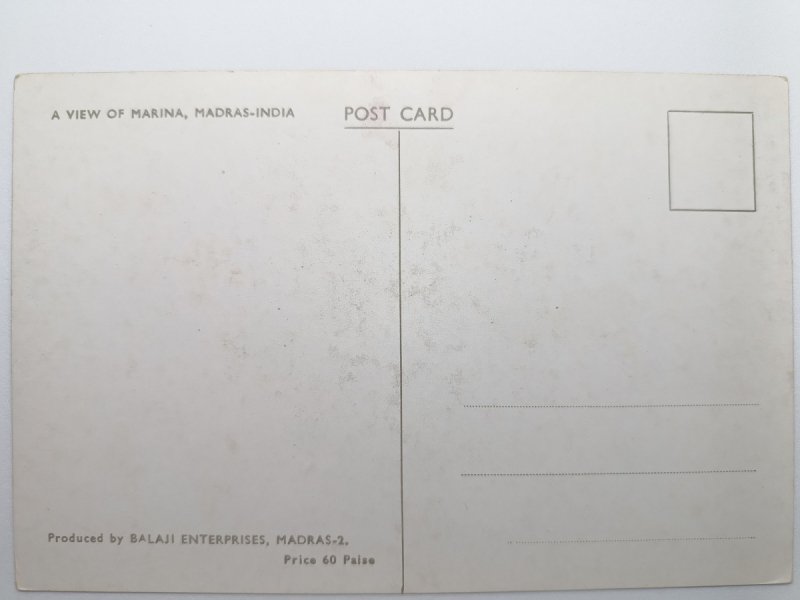 A VIEW OF MARINA, MADRAS-INDIA
POST CARD
Produced by BALAJI ENTERPRISES, MADRAS-2.
Price 60 Paise